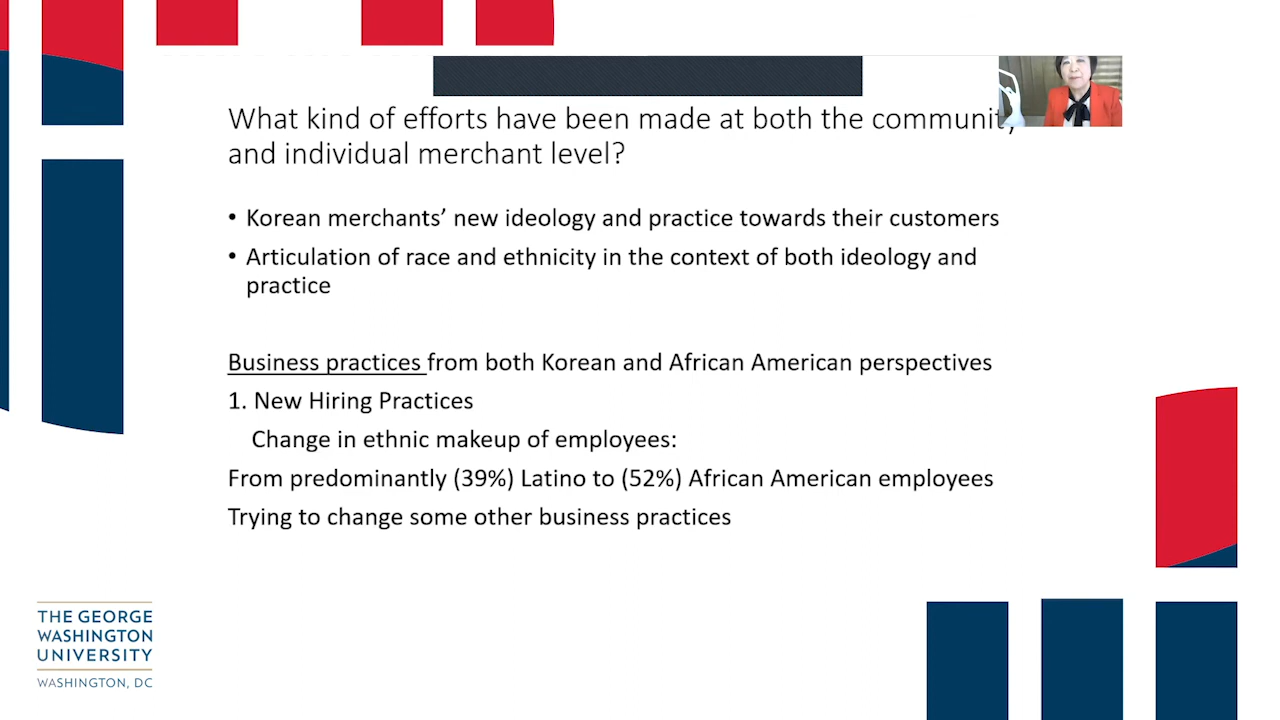 What kind of efforts have been made at both the community
and individual merchant level?
• Korean merchants’ new ideology and practice towards their customers
• Articulation of race and ethnicity in the context of both ideology and
practice
Business practices from both Korean and African American perspectives
1. New Hiring Practices
Change in ethnic makeup of employees:
From predominantly (39%) Latino to (52%) African American employees
Trying to change some other business practices
THE GEORGE
WASHINGTON
UNIVERSITY
WASHINGTON, DC